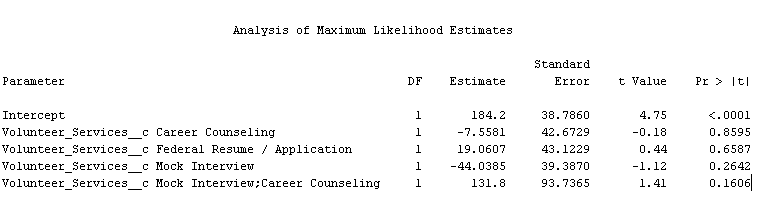 Analysis of Maximum Likelihood Estimates
Standard
Parameter DF Estimate Error t Value Pr > |t|
Intercept 1 184.2 38.7860 4.75 <.0001
Volunteer_Services__c Career Counseling 1 -7.5581 42.6729 -0.18 0.8595
Volunteer_Services__c Federal Resume / Application 1 19.0607 43.1229 0.44 0.6587
Volunteer_Services__c Mock Interview 1 -44.0385 39.3870 -1.12 0.2642
Volunteer_Services__c Mock Interview;Career Counseling 1 131.8 93.7365 1.41 0.1606